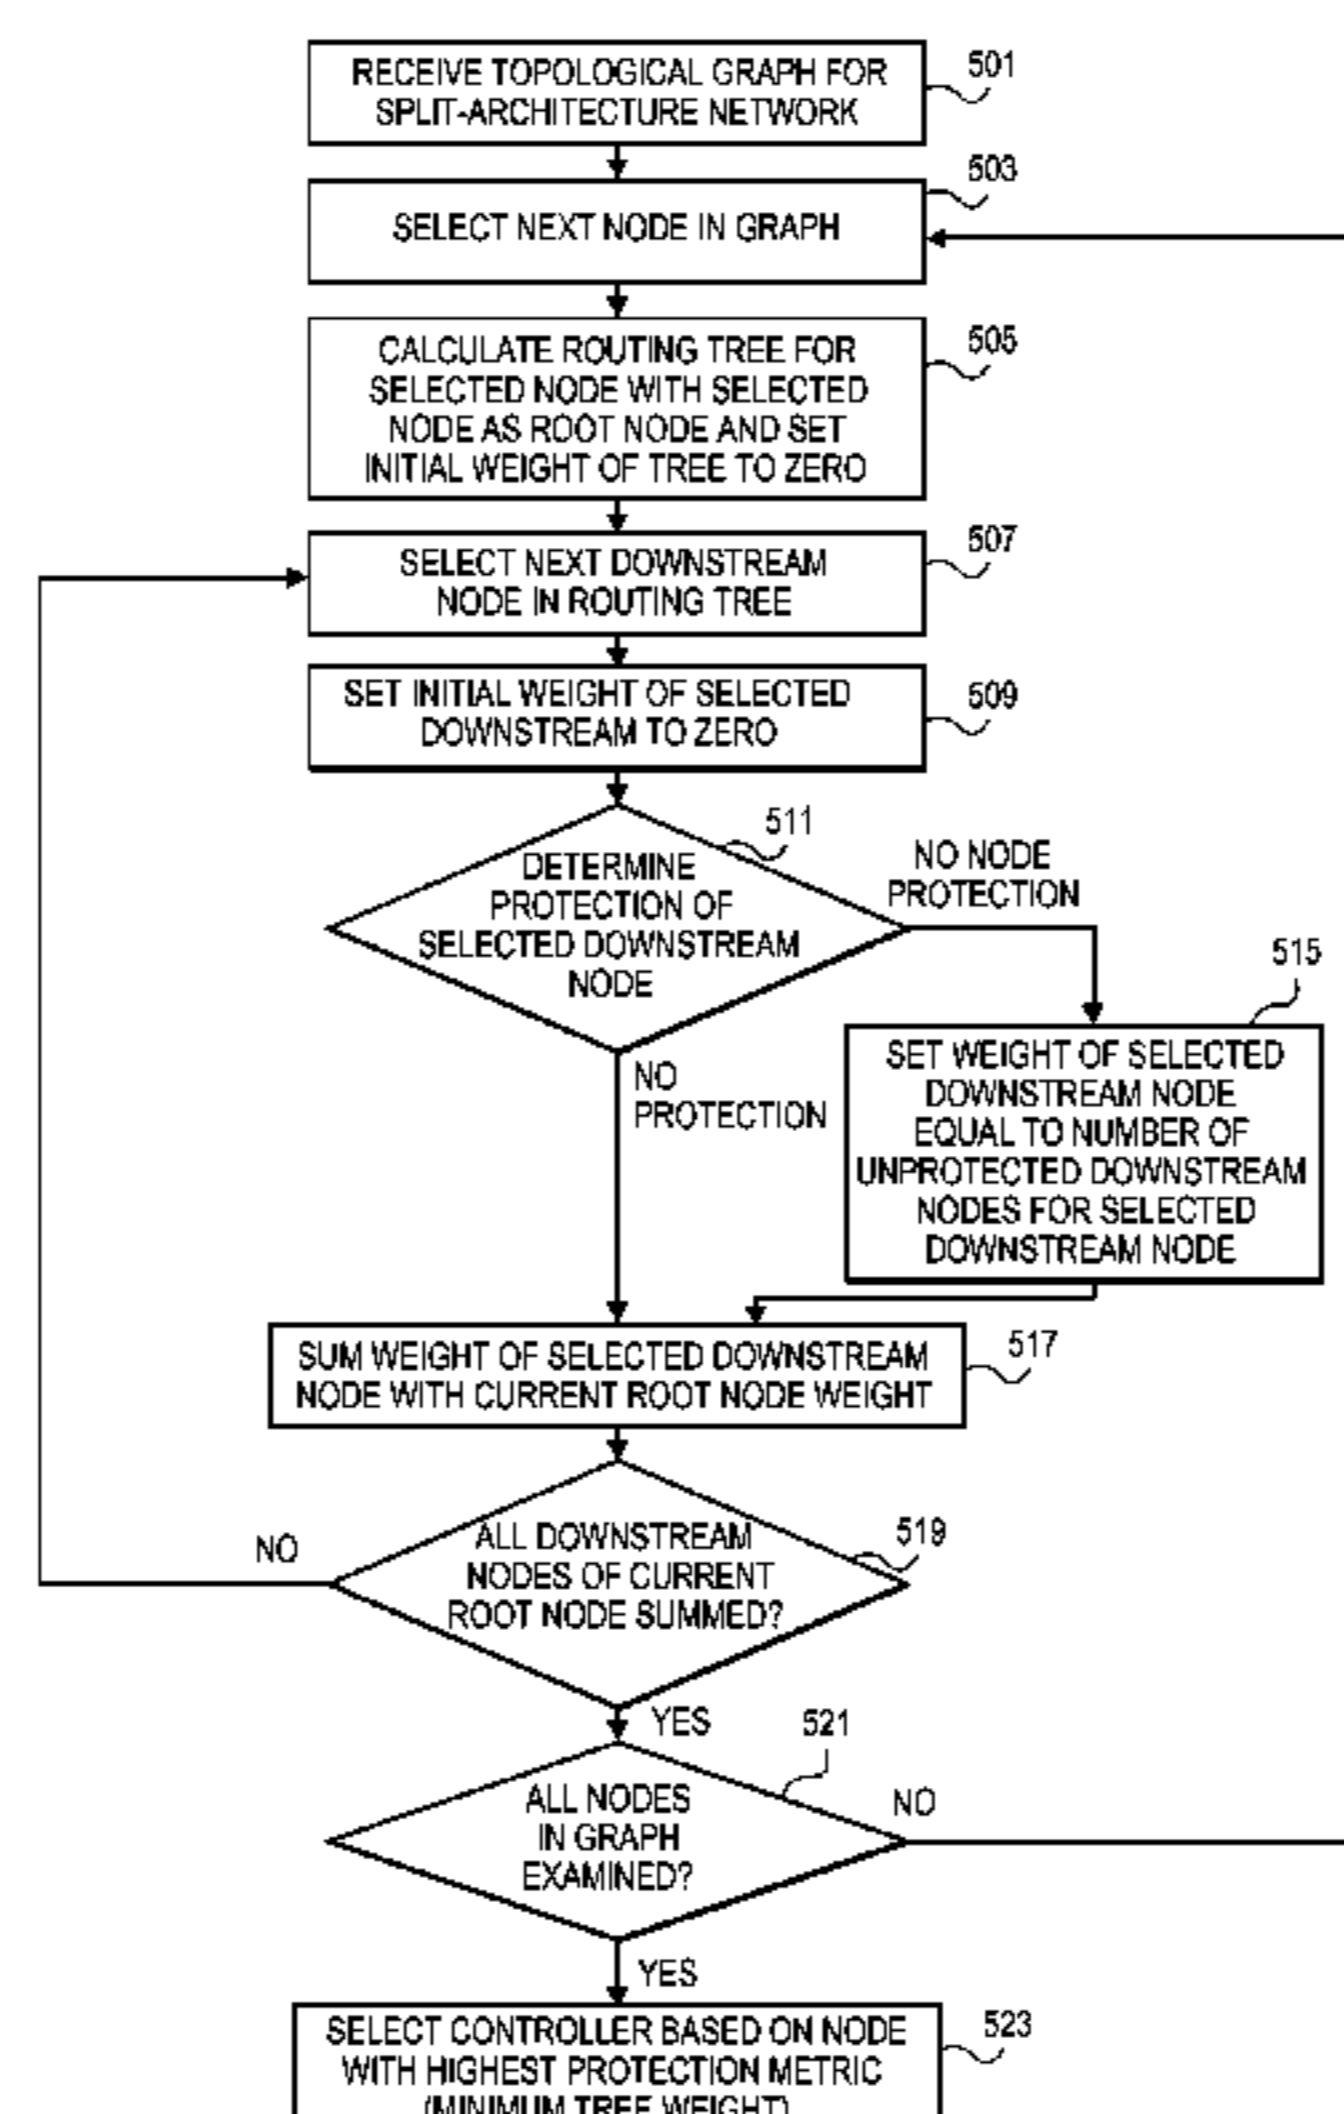 RECEIVE TOPOLOGICAL GRAPH FOR
SPLIT-ARCHITECTURE NETWORK
501
503
SELECT NEXT NODE IN GRAPH
505
CALCULATE ROUTING TREE FOR
SELECTED NODE WITH SELECTED
NODE AS ROOT NODE AND SET
INITIAL WEIGHT OF TREE TO ZERO
507
SELECT NEXT DOWNSTREAM
NODE IN ROUTING TREE
SET INITIAL WEIGHT OF SELECTED
DOWNSTREAM TO ZERO
509
511
DETERMINE
PROTECTION OF
SELECTED DOWNSTREAM
NODE
NO NODE
PROTECTION
515
SET WEIGHT OF SELECTED
DOWNSTREAM NODE
EQUAL TO NUMBER OF
UNPROTECTED DOWNSTREAM
NODES FOR SELECTED
DOWNSTREAM NODE
NO
PROTECTION
SUM WEIGHT OF SELECTED DOWNSTREAM
NODE WITH CURRENT ROOT NODE WEIGHT
517
519
ALL DOWNSTREAM
NODES OF CURRENT
ROOT NODE SUMMED?
NO
YES
521
ALL NODES
IN GRAPH
EXAMINED?
NO
YES
SELECT CONTROLLER BASED ON NODE
WITH HIGHEST PROTECTION METRIC
(MINIMUM TREE WEIGHT)
523